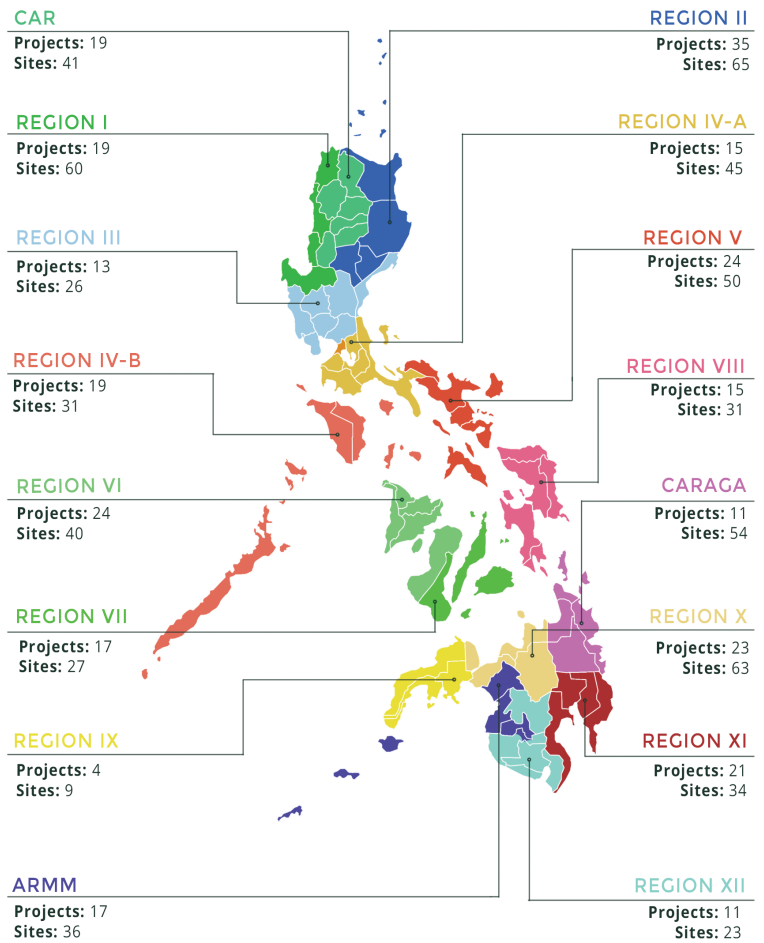 CAR
Projects: 19
Sites: 41
REGION II
Projects: 35
Sites: 65
REGION I
Projects: 19
Sites: 60
REGION IV-A
Projects: 15
Sites: 45
REGION III
Projects: 13
Sites: 26
REGION V
Projects: 24
Sites: 50
REGION IV-B
Projects: 19
Sites: 31
REGION VIII
Projects: 15
Sites: 31
REGION VI
Projects: 24
Sites: 40
CARAGA
Projects: 11
Sites: 54
REGION VII
Projects: 17
Sites: 27
REGION X
Projects: 23
Sites: 63
REGION IX
Projects: 4
Sites: 9
REGION XI
Projects: 21
Sites: 34
ARMM
Projects: 17
Sites: 36
REGION XII
Projects: 11
Sites: 23